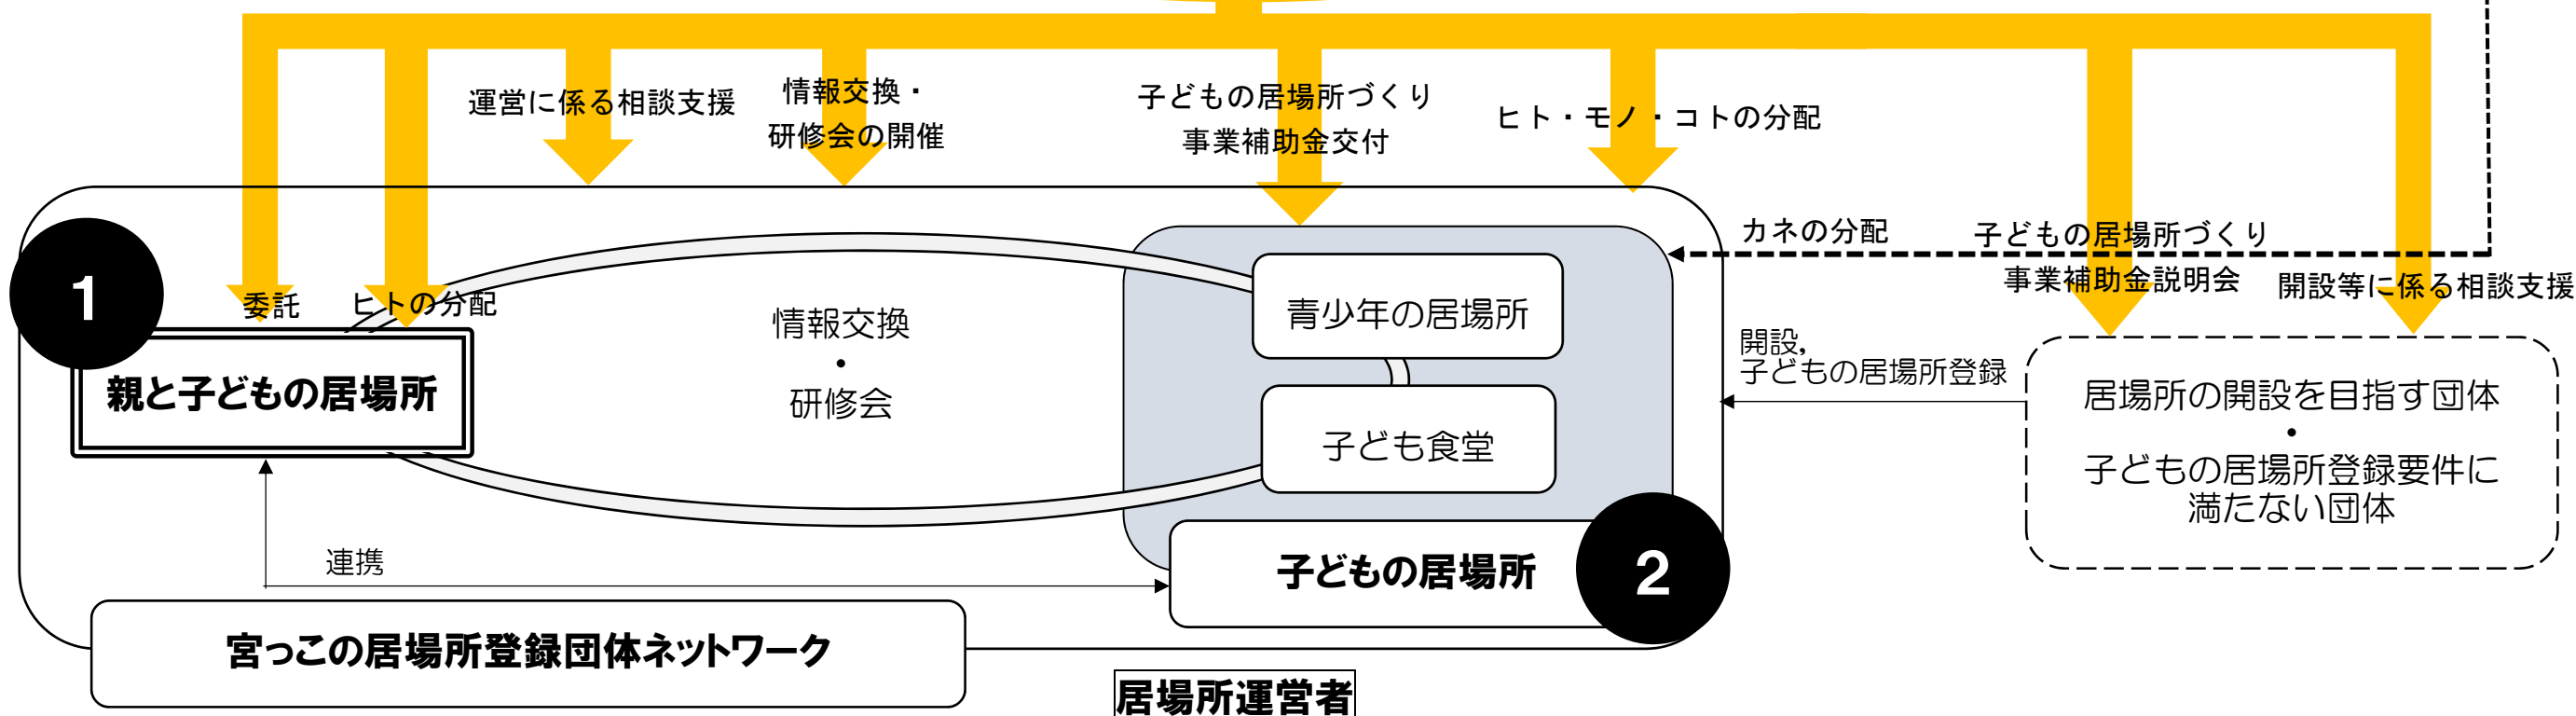 運営に係る相談支援
情報交換・
研修会の開催
子どもの居場所づくり
事業補助金交付
ヒト・モノ・コトの分配
カネの分配
子どもの居場所づくり
事業補助金説明会
開設等に係る相談支援
1
委託
ヒトの分配
親と子どもの居場所
情報交換
・
研修会
青少年の居場所
子ども食堂
開設，
子どもの居場所登録
居場所の開設を目指す団体
・
子どもの居場所登録要件に
満たない団体
連携
子どもの居場所
2
宮っこの居場所登録団体ネットワーク
居場所運営者